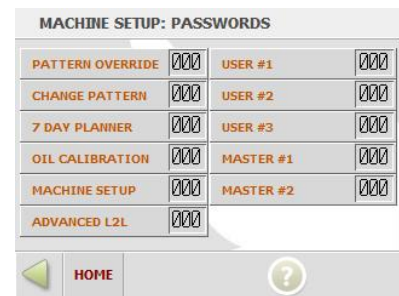 MACHINE SETUP: PASSWORDS
PATTERN OVERRIDE 000 USER #1 000
CHANGE PATTERN 000 USER #2 000
7 DAY PLANNER 000 USER #3 000
OIL CALIBRATION 000 MASTER #1 000
MACHINE SETUP 000 MASTER #2 000
ADVANCED L2L 000
HOME ?